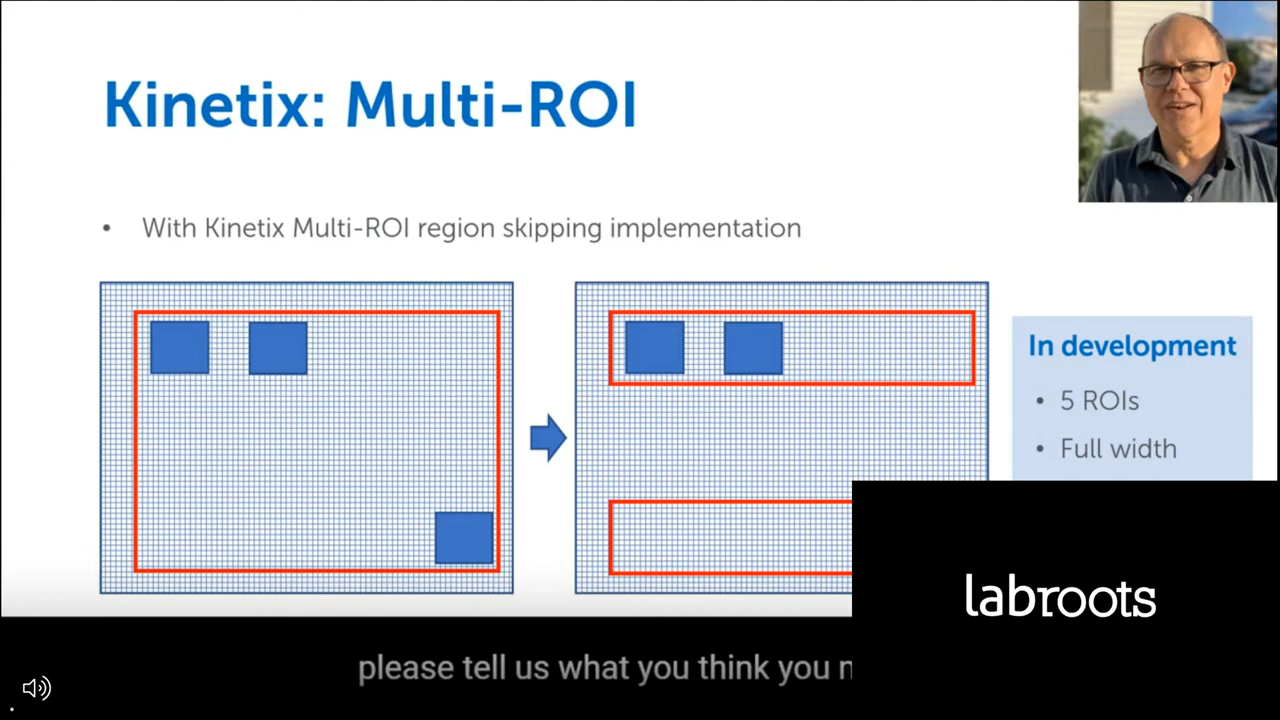 Kinetix: Multi-ROI
• With Kinetix Multi-ROI region skipping implementation
In development
• 5 ROIs
• Full width
labroots
please tell us what you think you